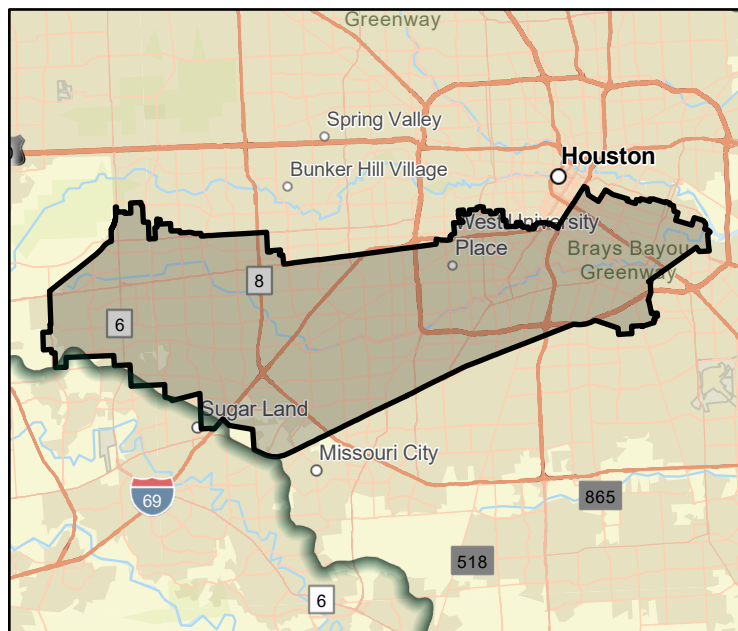 Greenway
Spring Valley
Houston
Bunker Hill Village
West University
Place
Brays Bayou
Greenway
8
6
Sugar Land
Missouri City
69
865
518
6